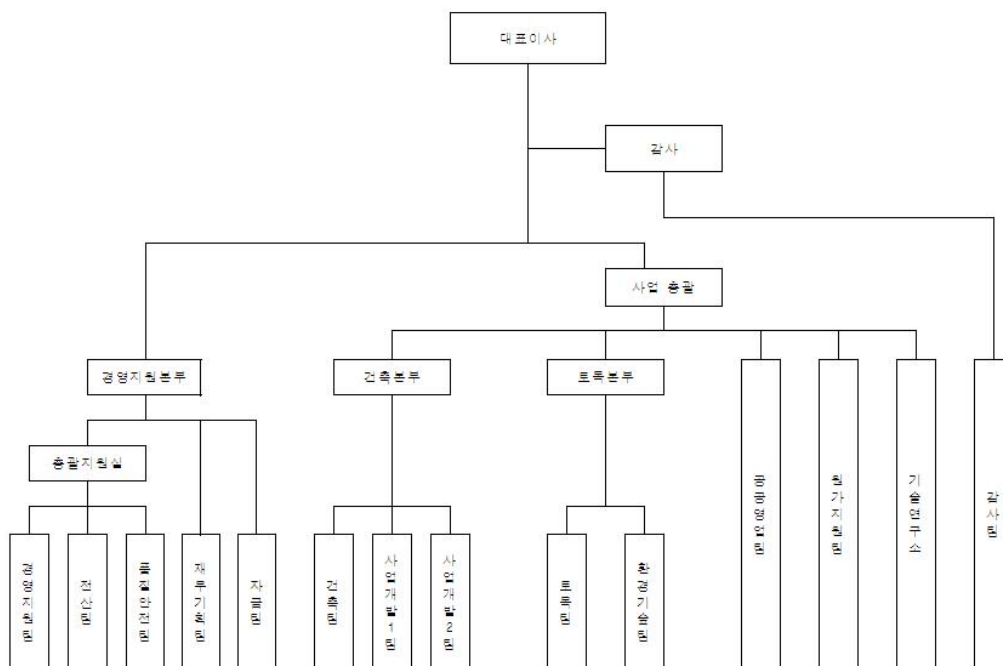 대표이사
감사
사업 총괄
경영지원본부
건축본부
토목본부
총괄지원실
공공영업팀
원가지원팀
기술연구소
감사팀
경영지원팀
전산팀
품질안전팀
재무기획팀
자금팀
건축팀
사업개발1팀
사업개발2팀
토목팀
환경기술팀